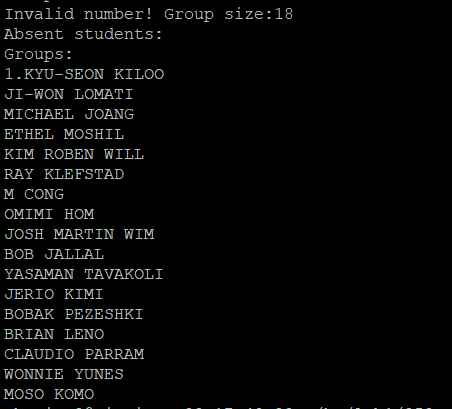 Invalid number! Group size:18
Absent students:
Groups:
1.KYU-SEON KILOO
JI-WON LOMATI
MICHAEL JOANG
ETHEL MOSHIL
KIM ROBEN WILL
RAY KLEFSTAD
M CONG
OMIMI HOM
JOSH MARTIN WIM
BOB JALLAL
YASAMAN TAVAKOLI
JERIO KIMI
BOBAK PEZESHKI
BRIAN LENO
CLAUDIO PARRAM
WONNIE YUNES
MOSO KOMO